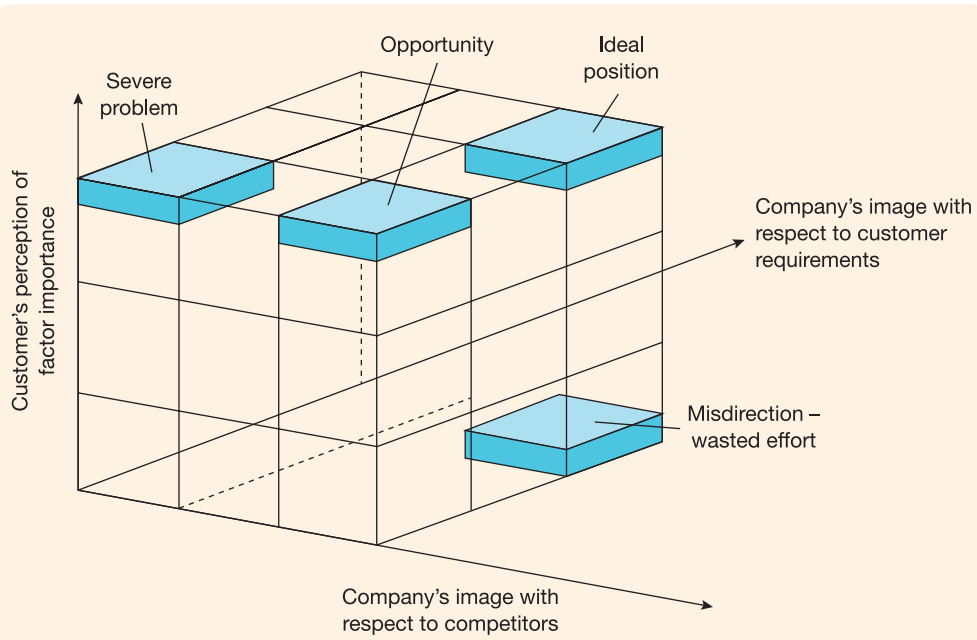 Opportunity
Ideal
position
Severe
problem
Customer's perception of
factor importance
Company's image with
respect to customer
requirements
Misdirection –
wasted effort
Company's image with
respect to competitors